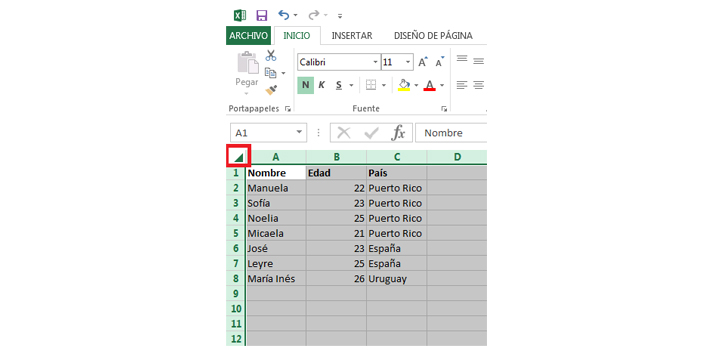 ARCHIVO INICIO INSERTAR DISEÑO DE PÁGINA
Calibri 11 A A
Pegar N K S A
Portapapeles Fuente
A1 fx Nombre
A B C D
1 Nombre Edad País
2 Manuela 22 Puerto Rico
3 Sofía 23 Puerto Rico
4 Noelia 25 Puerto Rico
5 Micaela 21 Puerto Rico
6 José 23 España
7 Leyre 25 España
8 María Inés 26 Uruguay
9
10
11
12